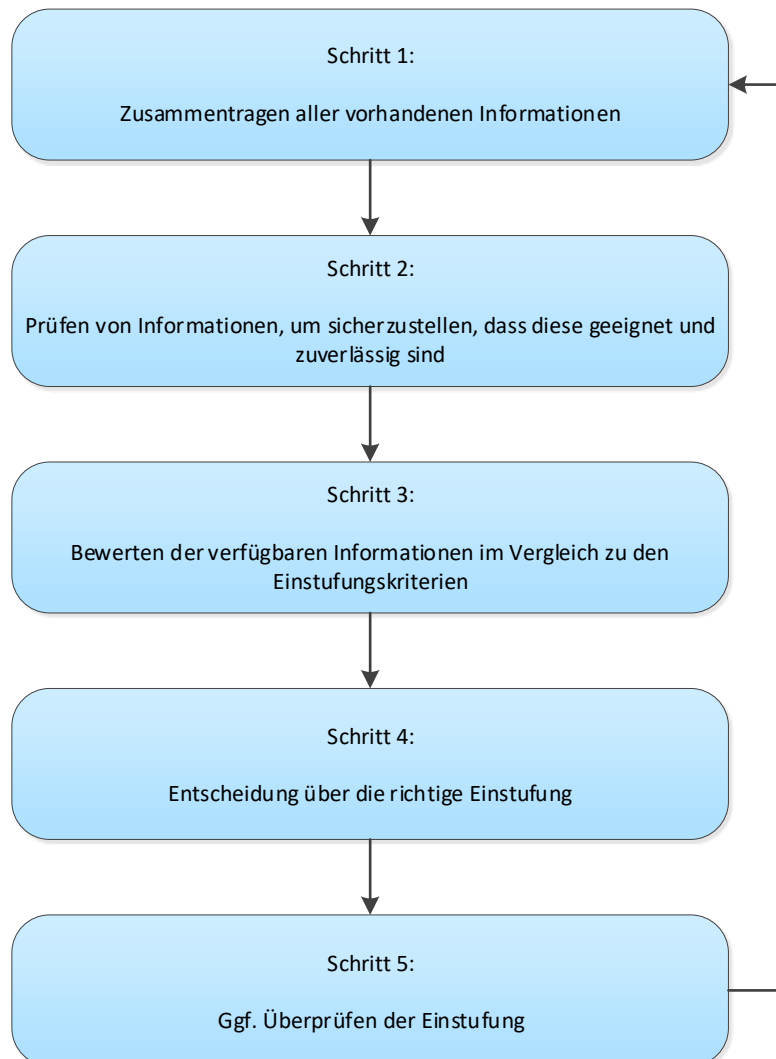 Schritt 1:
Zusammentragen aller vorhandenen Informationen
Schritt 2:
Prüfen von Informationen, um sicherzustellen, dass diese geeignet und
zuverlässig sind
Schritt 3:
Bewerten der verfügbaren Informationen im Vergleich zu den
Einstufungskriterien
Schritt 4:
Entscheidung über die richtige Einstufung
Schritt 5:
Ggf. Überprüfen der Einstufung